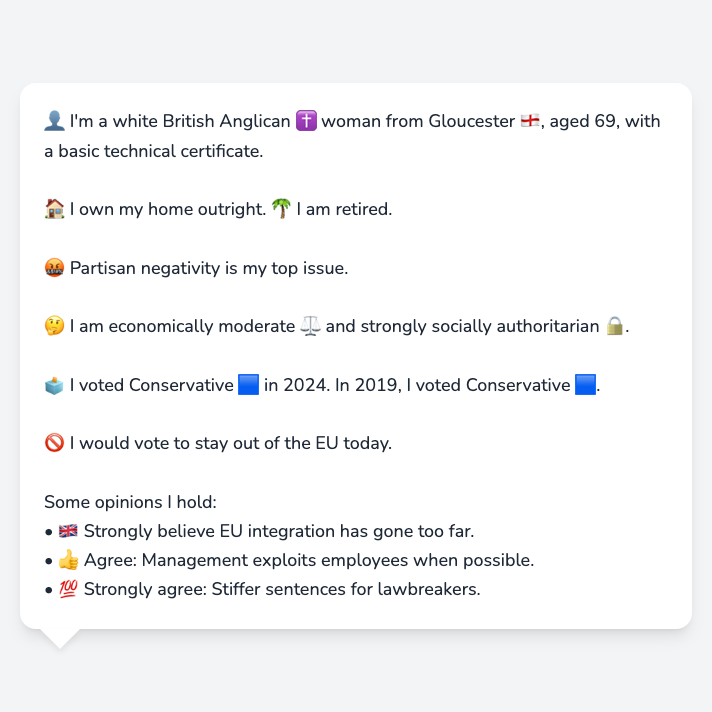 👤 I'm a white British Anglican ✝️ woman from Gloucester 🏴󠁧󠁢󠁥󠁮󠁧󠁿, aged 69, with
a basic technical certificate.
🏠 I own my home outright. 🌴 I am retired.
🤬 Partisan negativity is my top issue.
🤔 I am economically moderate ⚖️ and strongly socially authoritarian 🔒.
🗳️ I voted Conservative 🟦 in 2024. In 2019, I voted Conservative 🟦.
🚫 I would vote to stay out of the EU today.
Some opinions I hold:
• 🇬🇧 Strongly believe EU integration has gone too far.
• 👍 Agree: Management exploits employees when possible.
• 💯 Strongly agree: Stiffer sentences for lawbreakers.